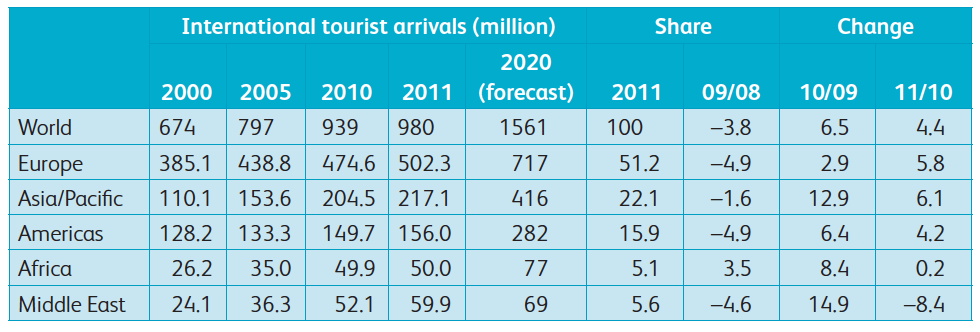 International tourist arrivals (million) Share Change
2020
2000 2005 2010 2011 (forecast) 2011 09/08 10/09 11/10
World 674 797 939 980 1561 100 –3.8 6.5 4.4
Europe 385.1 438.8 474.6 502.3 717 51.2 –4.9 2.9 5.8
Asia/Pacific 110.1 153.6 204.5 217.1 416 22.1 –1.6 12.9 6.1
Americas 128.2 133.3 149.7 156.0 282 15.9 –4.9 6.4 4.2
Africa 26.2 35.0 49.9 50.0 77 5.1 3.5 8.4 0.2
Middle East 24.1 36.3 52.1 59.9 69 5.6 –4.6 14.9 –8.4